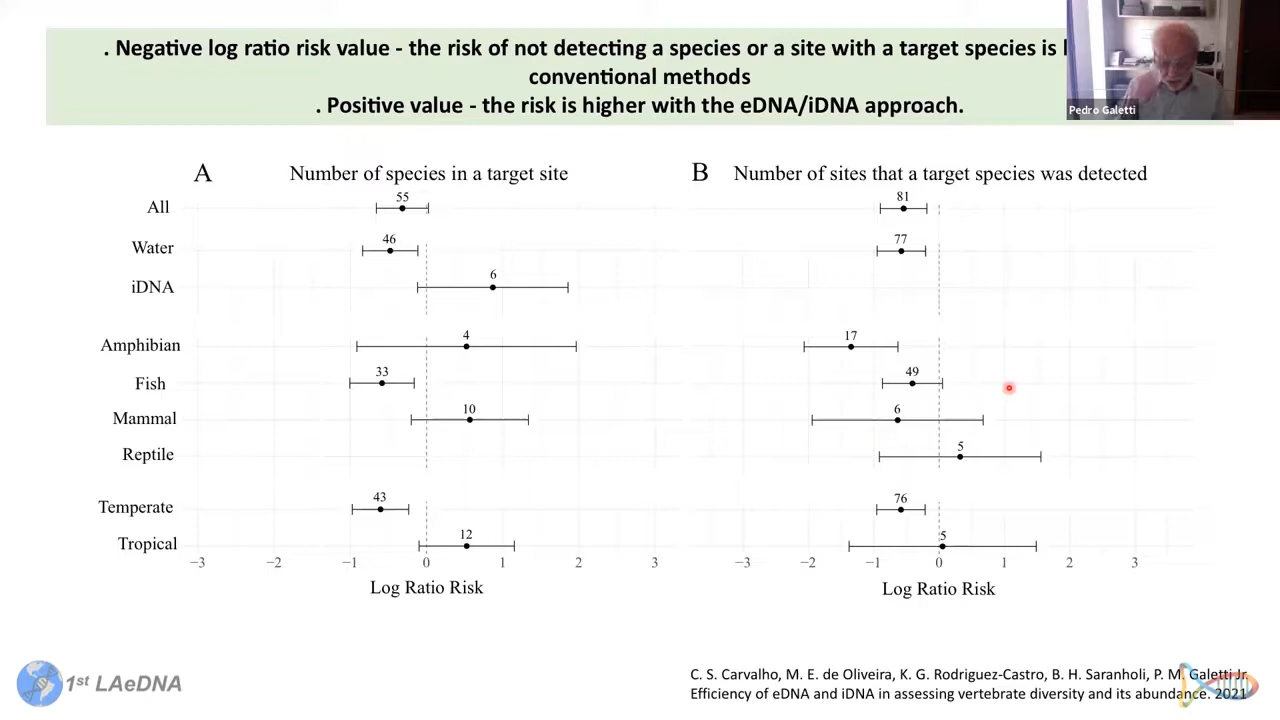 . Negative log ratio risk value - the risk of not detecting a species or a site with a target species is
conventional methods
. Positive value - the risk is higher with the eDNA/iDNA approach.
Pedro Galetti
A Number of species in a target site
B Number of sites that a target species was detected
All 55 81
Water 46 77
iDNA 6
Amphibian 4 17
Fish 33 49
Mammal 10 6
Reptile 5
Temperate 43 76
Tropical 12 5
−3 −2 −1 0 1 2 3
−3 −2 −1 0 1 2 3
Log Ratio Risk
Log Ratio Risk
1st LAeDNA
C. S. Carvalho, M. E. de Oliveira, K. G. Rodriguez-Castro, B. H. Saranholi, P. M. Galetti Jr.
Efficiency of eDNA and iDNA in assessing vertebrate diversity and its abundance. 2021